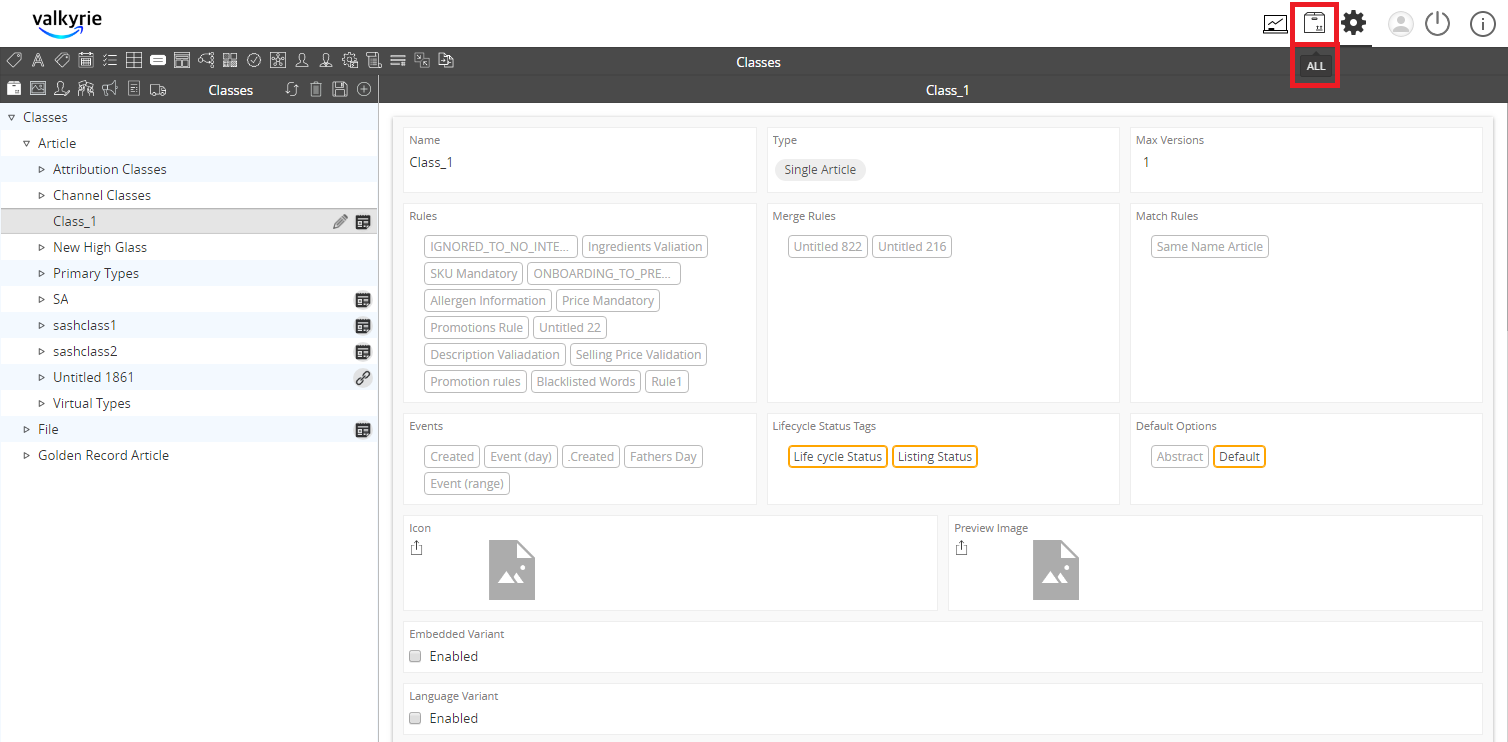 valkyrie
Classes
ALL
Classes
Class_1
Classes
Article
Attribution Classes
Channel Classes
Class_1
New High Glass
Primary Types
SA
sashclass1
sashclass2
Untitled 1861
Virtual Types
File
Golden Record Article
Name
Class_1
Type
Single Article
Max Versions
1
Rules
IGNORED_TO_NO_INTE... Ingredients Valiation
SKU Mandatory ONBOARDING_TO_PRE...
Allergen Information Price Mandatory
Promotions Rule Untitled 22
Description Valiadation Selling Price Validation
Promotion rules Blacklisted Words Rule1
Merge Rules
Untitled 822 Untitled 216
Match Rules
Same Name Article
Events
Created Event (day) .Created Fathers Day
Event (range)
Lifecycle Status Tags
Life cycle Status Listing Status
Default Options
Abstract Default
Icon
Preview Image
Embedded Variant
Enabled
Language Variant
Enabled